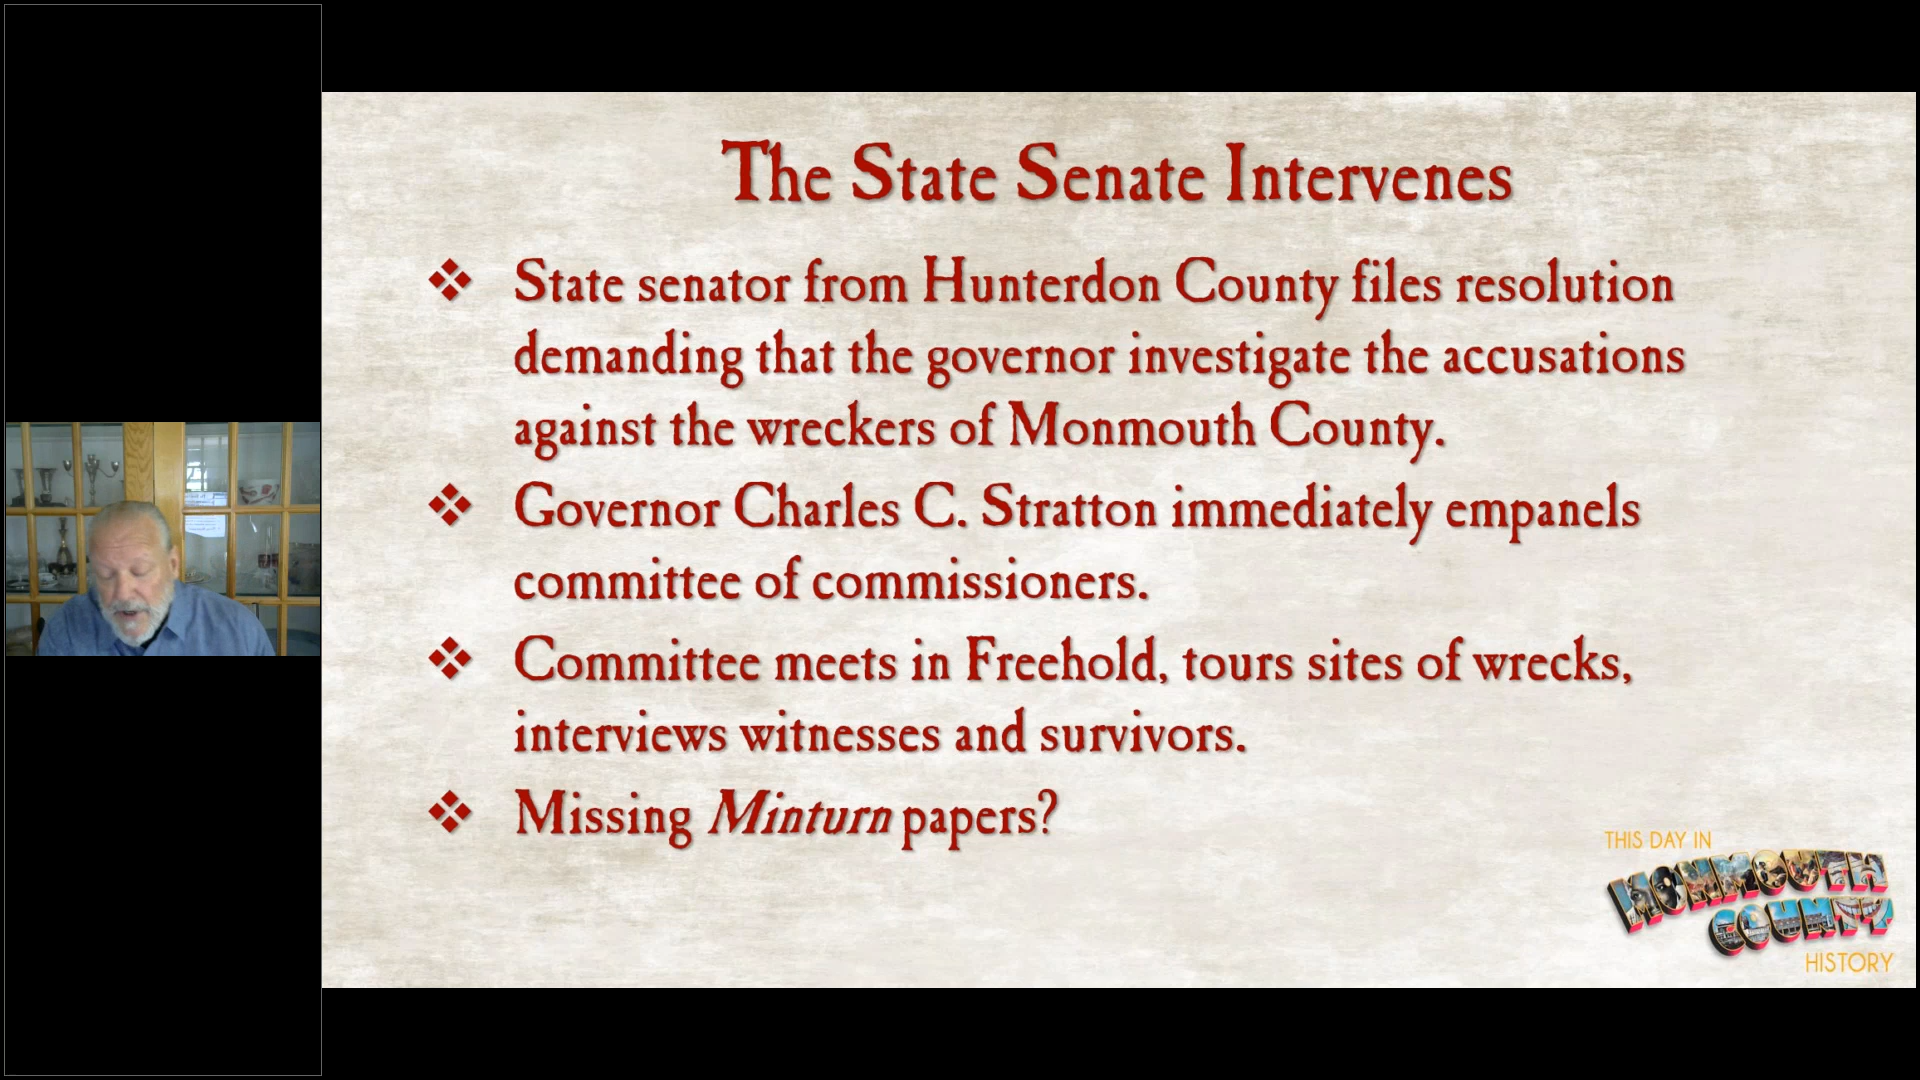 The State Senate Intervenes
❖ State senator from Hunterdon County files resolution
demanding that the governor investigate the accusations
against the wreckers of Monmouth County.
❖ Governor Charles C. Stratton immediately empanels
committee of commissioners.
❖ Committee meets in Freehold, tours sites of wrecks,
interviews witnesses and survivors.
❖ Missing Minturn papers?
THIS DAY IN
MONMOUTH
COUNTY
HISTORY